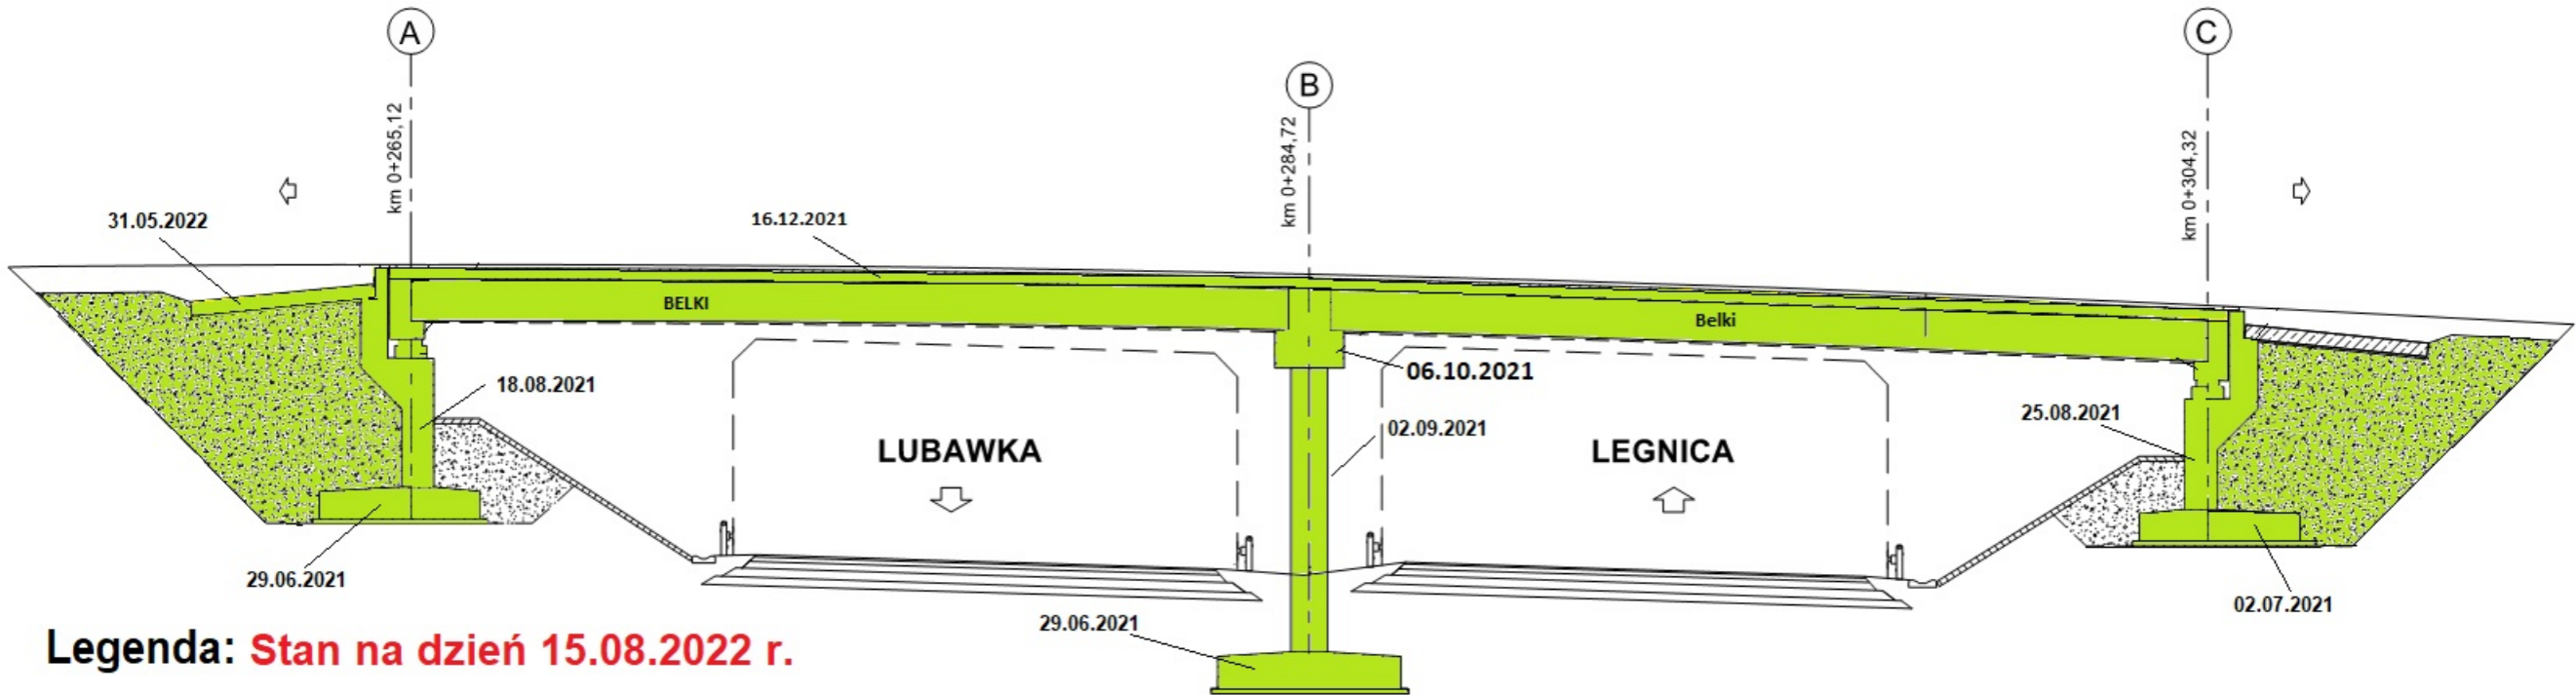 A
B
C
km 0+265,12
km 0+284,72
km 0+304,32
31.05.2022
16.12.2021
BELKI
Belki
18.08.2021
06.10.2021
02.09.2021
25.08.2021
LUBAWKA
LEGNICA
29.06.2021
29.06.2021
02.07.2021
Legenda: Stan na dzień 15.08.2022 r.